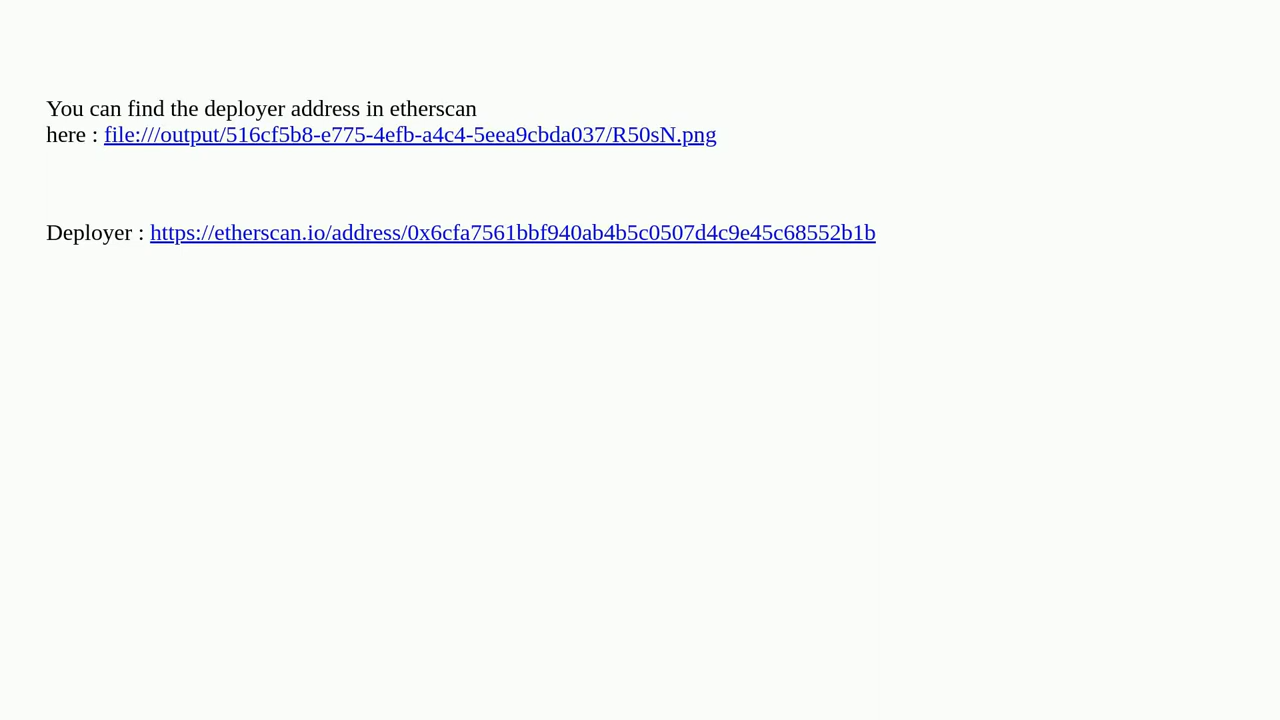 You can find the deployer address in etherscan
here : file:///output/516cf5b8-e775-4efb-a4c4-5eea9cbda037/R50sN.png
Deployer : https://etherscan.io/address/0x6cfa7561bbf940ab4b5c0507d4c9e45c68552b1b